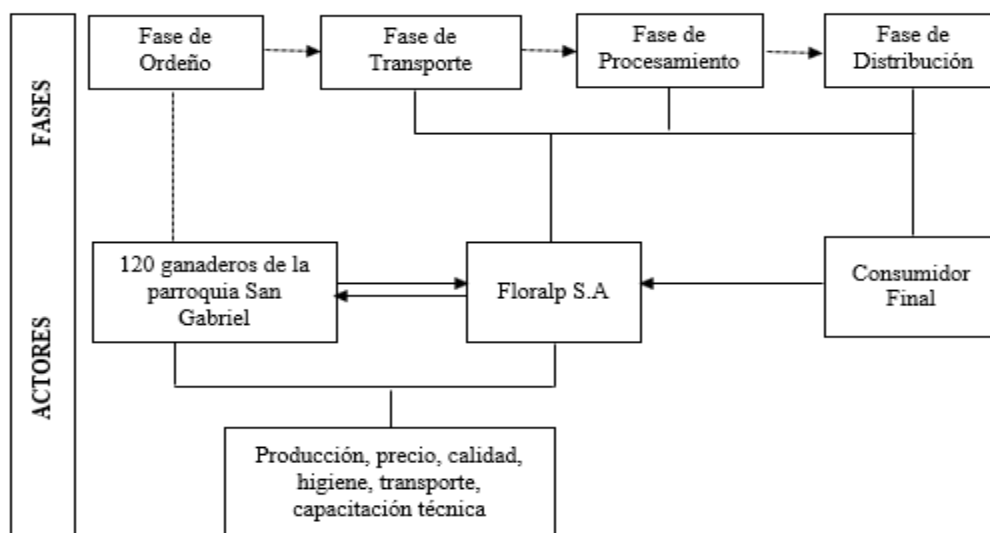 FASES
Fase de
Ordeño
Fase de
Transporte
Fase de
Procesamiento
Fase de
Distribución
ACTORES
120 ganaderos de la
parroquia San
Gabriel
Floralp S.A
Consumidor
Final
Producción, precio, calidad,
higiene, transporte,
capacitación técnica